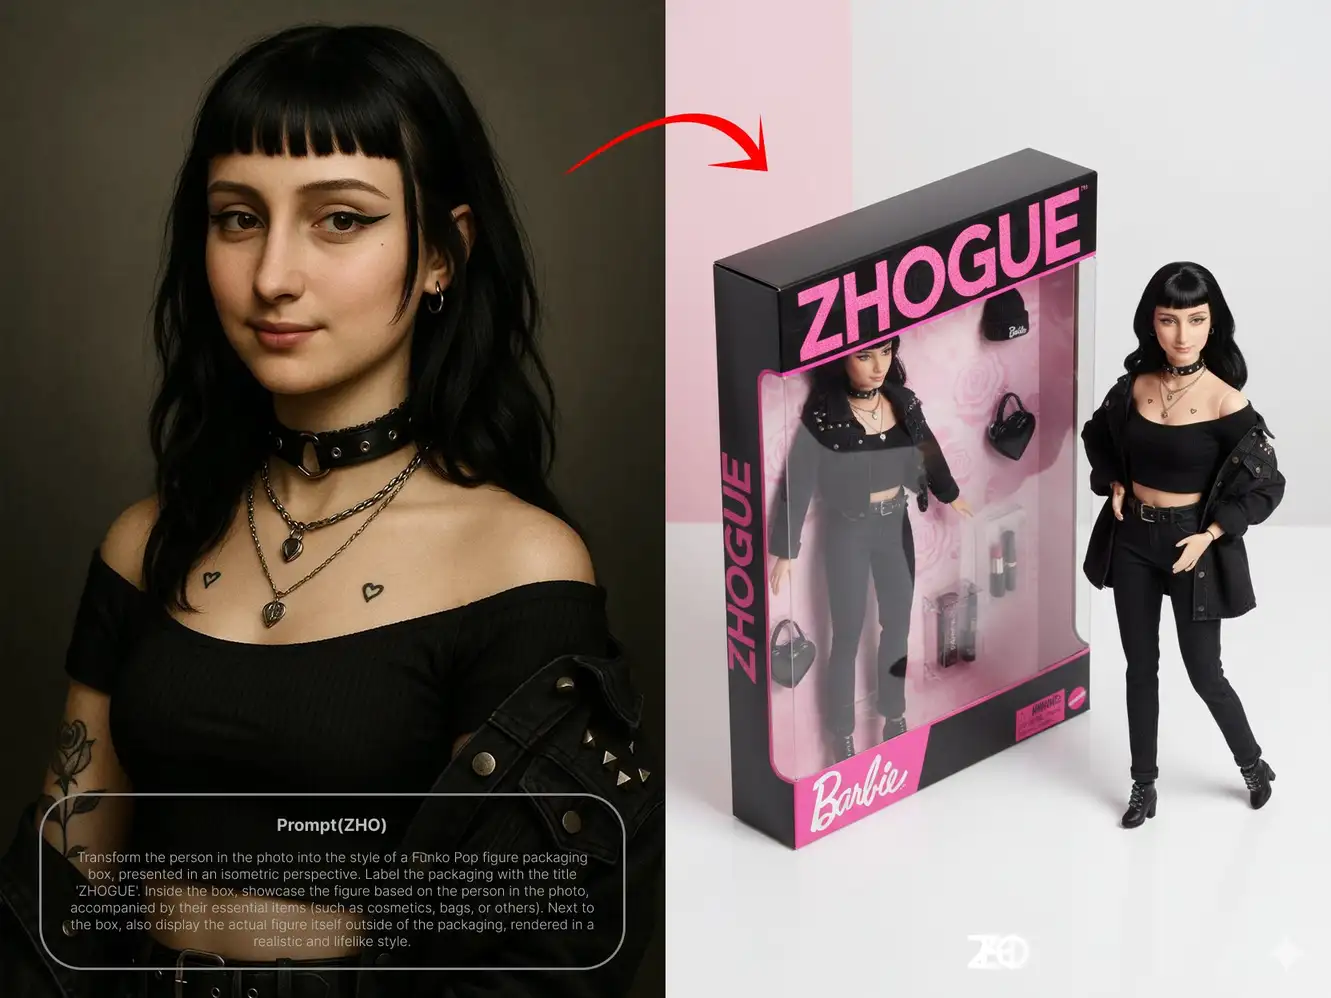 Prompt(ZHO)
Transform the person in the photo into the style of a Funko Pop figure packaging
box, presented in an isometric perspective. Label the packaging with the title
'ZHOGUE'. Inside the box, showcase the figure based on the person in the photo,
accompanied by their essential items (such as cosmetics, bags, or others). Next to
the box, also display the actual figure itself outside of the packaging, rendered in a
realistic and lifelike style.
ZHOGUE
ZHOGUE
Barbie
Barbie
ZHO